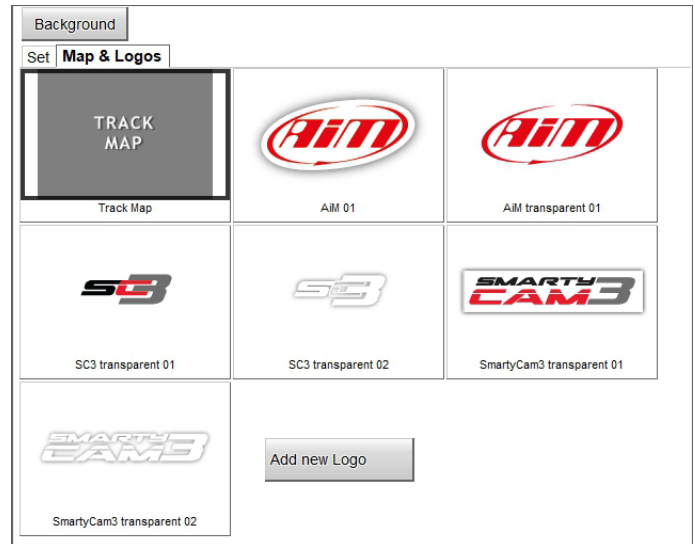 Background
Set Map & Logos
TRACK
MAP
AiM
AiM
Track Map
AiM 01
AiM transparent 01
SC3
SC3
SMARTY
CAM3
SC3 transparent 01
SC3 transparent 02
SmartyCam3 transparent 01
SMARTY
CAM3
Add new Logo
SmartyCam3 transparent 02